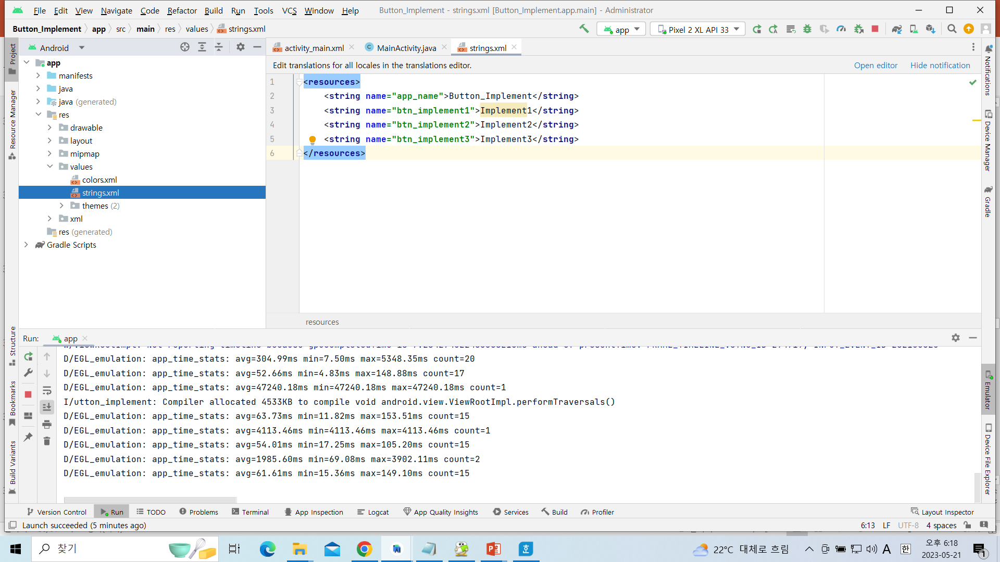 File Edit View Navigate Code Refactor Build Run Tools VCS Window Help Button_Implement - strings.xml [Button_Implement.app.main] - Administrator
Button_Implement app src main res values strings.xml
app Pixel 2 XL API 33
Android
activity_main.xml MainActivity.java strings.xml
Edit translations for all locales in the translations editor. Open editor Hide notification
app
manifests
java
java (generated)
res
drawable
layout
mipmap
values
colors.xml
strings.xml
themes (2)
xml
res (generated)
Gradle Scripts
1 <resources>
2 <string name="app_name">Button_Implement</string>
3 <string name="btn_implement1">Implement1</string>
4 <string name="btn_implement2">Implement2</string>
5 <string name="btn_implement3">Implement3</string>
6 </resources>
resources
Project
Resource Manager
Structure
Bookmarks
Build Variants
Notifications
Device Manager
Gradle
Emulator
Device File Explorer
Run: app
D/EGL_emulation: app_time_stats: avg=304.99ms min=7.50ms max=5348.35ms count=20
D/EGL_emulation: app_time_stats: avg=52.66ms min=4.83ms max=148.88ms count=17
D/EGL_emulation: app_time_stats: avg=47240.18ms min=47240.18ms max=47240.18ms count=1
I/utton_implement: Compiler allocated 4533KB to compile void android.view.ViewRootImpl.performTraversals()
D/EGL_emulation: app_time_stats: avg=63.73ms min=11.82ms max=153.51ms count=15
D/EGL_emulation: app_time_stats: avg=4113.46ms min=4113.46ms max=4113.46ms count=1
D/EGL_emulation: app_time_stats: avg=54.01ms min=17.25ms max=105.20ms count=15
D/EGL_emulation: app_time_stats: avg=1985.60ms min=69.08ms max=3902.11ms count=2
D/EGL_emulation: app_time_stats: avg=61.61ms min=15.36ms max=149.10ms count=15
Version Control Run TODO Problems Terminal App Inspection Logcat App Quality Insights Services Build Profiler Layout Inspector
Launch succeeded (5 minutes ago) 6:13 LF UTF-8 4 spaces
찾기
22°C 대체로 흐림
A 한
오후 6:18
2023-05-21
1